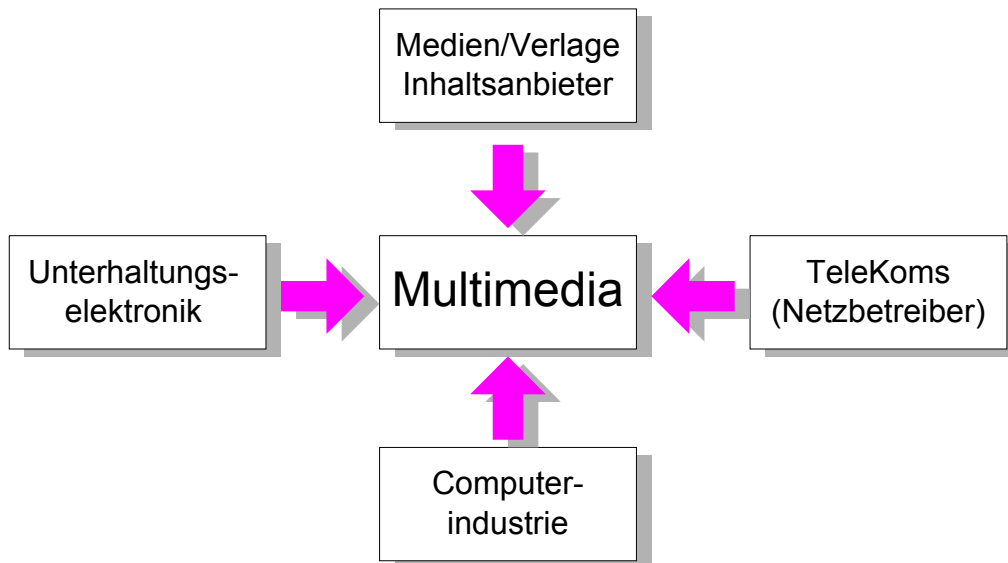 Medien/Verlage
Inhaltsanbieter
Unterhaltungs-
elektronik
Multimedia
TeleKoms
(Netzbetreiber)
Computer-
industrie